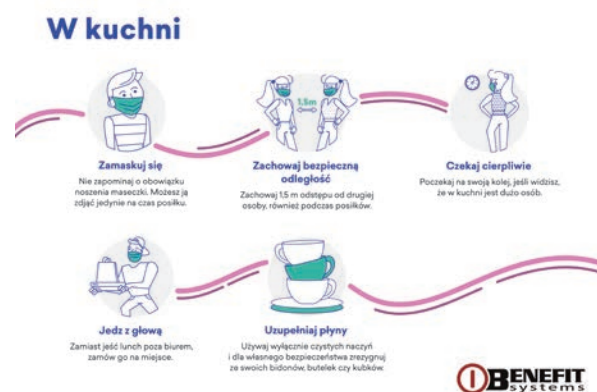 W kuchni
1,5m
Zamaskuj się
Nie zapominaj o obowiązku
noszenia maseczki. Możesz ją
zdjąć jedynie na czas posiłku.
Zachowaj bezpieczną
odległość
Zachowaj 1,5 m odstępu od drugiej
osoby, również podczas posiłków.
Czekaj cierpliwie
Poczekaj na swoją kolej, jeśli widzisz,
że w kuchni jest dużo osób.
Jedz z głową
Zamiast jeść lunch poza biurem,
zamów go na miejsce.
Uzupełniaj płyny
Używaj wyłącznie czystych naczyń
i dla własnego bezpieczeństwa zrezygnuj
ze swoich bidonów, butelek czy kubków.
BENEFIT
systems